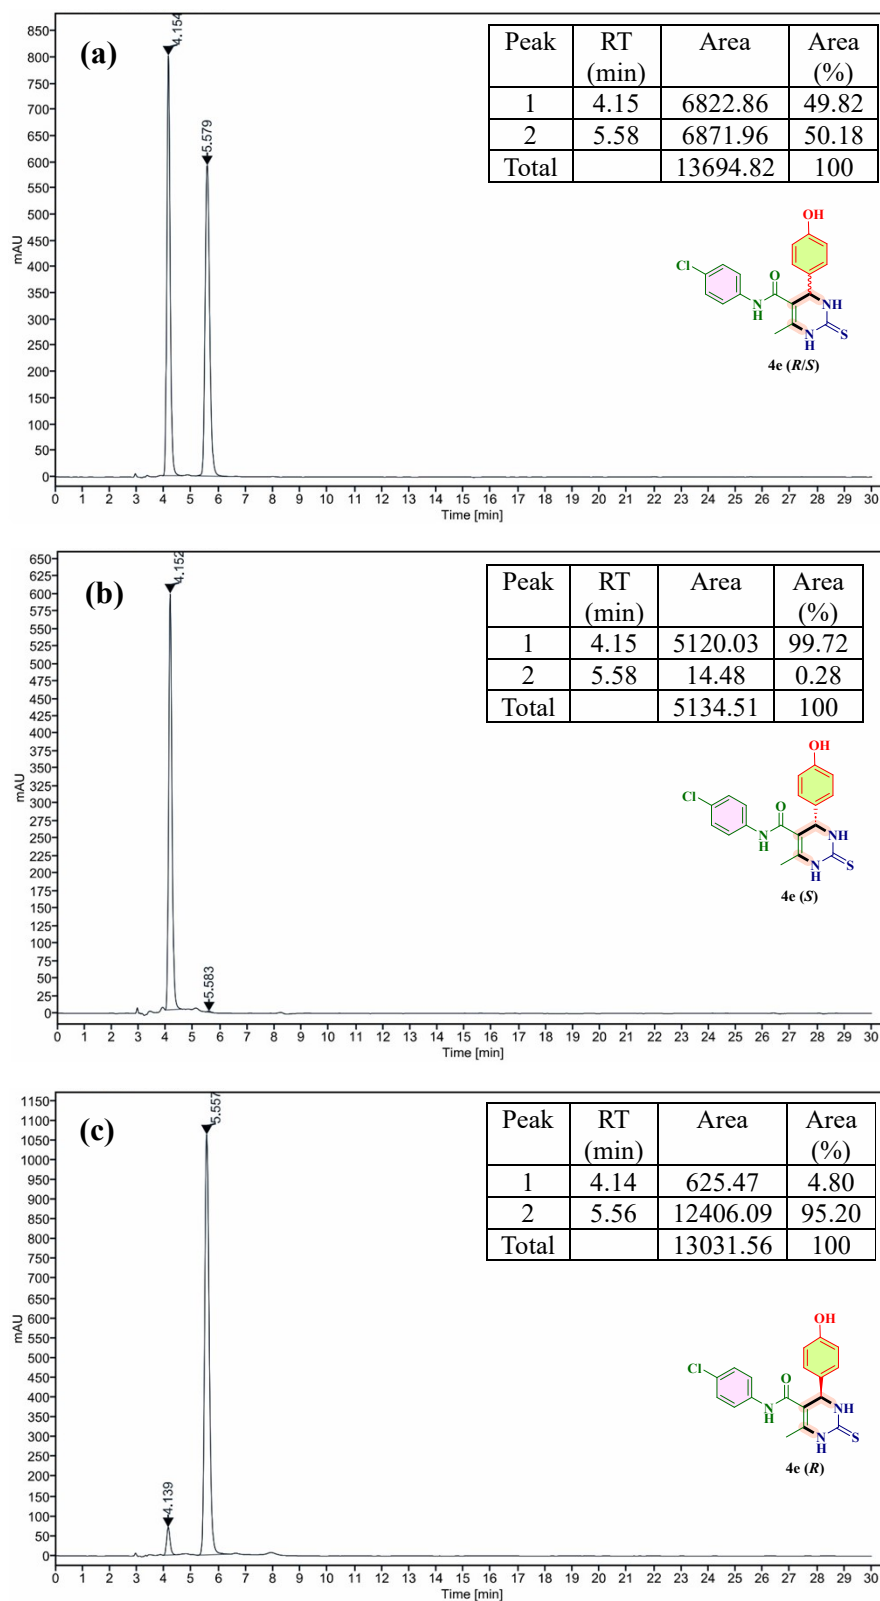 (a)
4.154
5.579
Peak RT (min) Area Area (%)
1 4.15 6822.86 49.82
2 5.58 6871.96 50.18
Total 13694.82 100
mAU
850
800
750
700
650
600
550
500
450
400
350
300
250
200
150
100
50
0
0 1 2 3 4 5 6 7 8 9 10 11 12 13 14 15 16 17 18 19 20 21 22 23 24 25 26 27 28 29 30
Time [min]
OH
Cl
O
NH
N
H
N
H
S
4e (R/S)
(b)
4.152
5.583
Peak RT (min) Area Area (%)
1 4.15 5120.03 99.72
2 5.58 14.48 0.28
Total 5134.51 100
mAU
650
625
600
575
550
525
500
475
450
425
400
375
350
325
300
275
250
225
200
175
150
125
100
75
50
25
0
0 1 2 3 4 5 6 7 8 9 10 11 12 13 14 15 16 17 18 19 20 21 22 23 24 25 26 27 28 29 30
Time [min]
OH
Cl
O
NH
N
H
N
H
S
4e (S)
(c)
4.139
5.557
Peak RT (min) Area Area (%)
1 4.14 625.47 4.80
2 5.56 12406.09 95.20
Total 13031.56 100
mAU
1150
1100
1050
1000
950
900
850
800
750
700
650
600
550
500
450
400
350
300
250
200
150
100
50
0
0 1 2 3 4 5 6 7 8 9 10 11 12 13 14 15 16 17 18 19 20 21 22 23 24 25 26 27 28 29 30
Time [min]
OH
Cl
O
NH
N
H
N
H
S
4e (R)